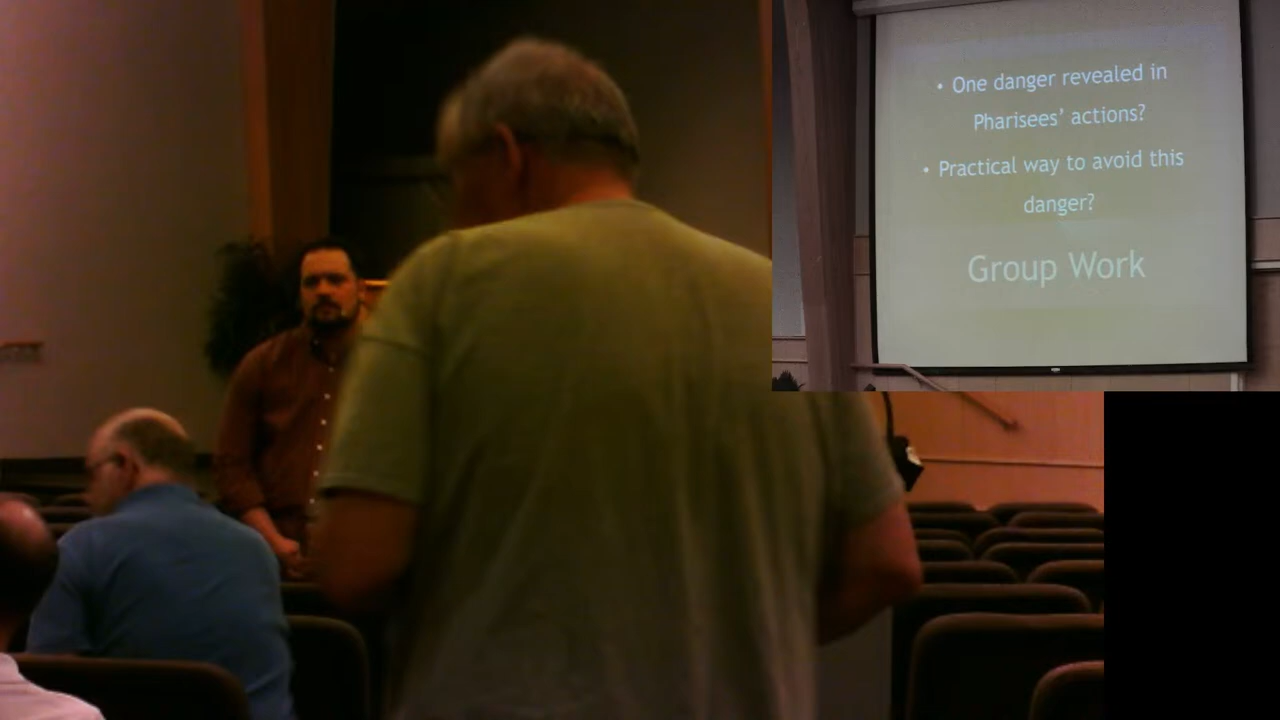 • One danger revealed in
Pharisees’ actions?
• Practical way to avoid this
danger?
Group Work